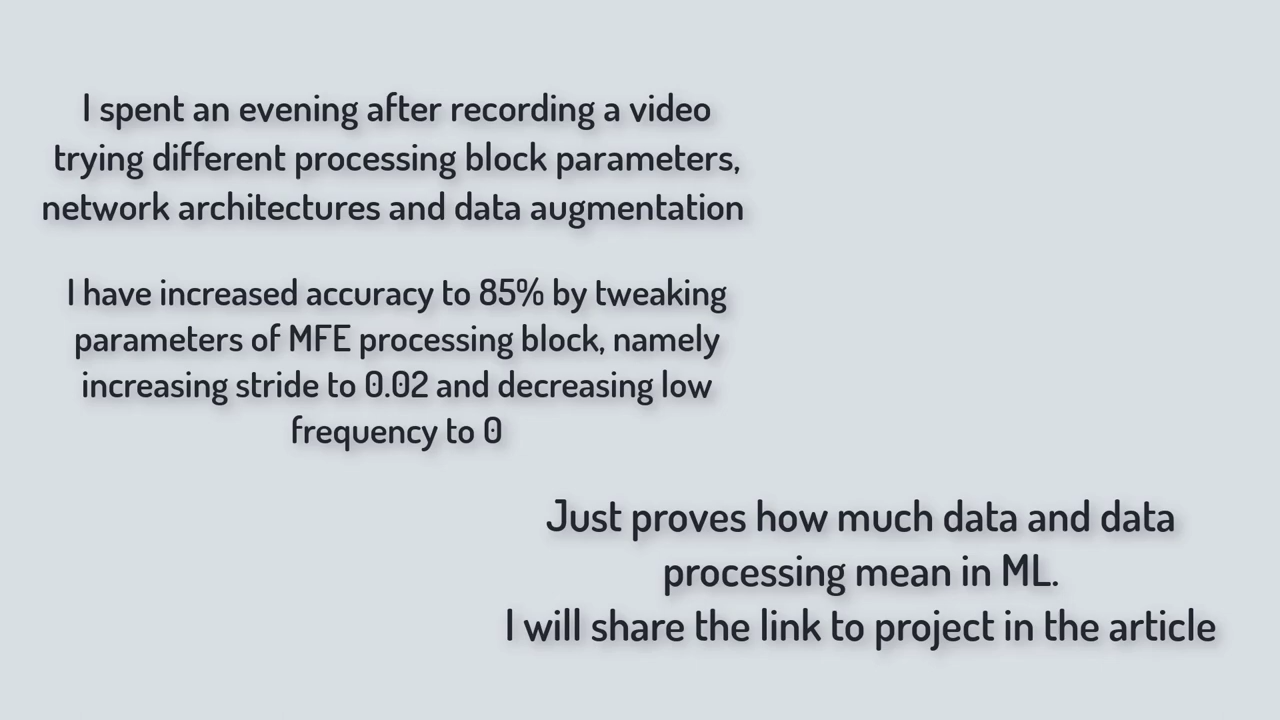 I spent an evening after recording a video
trying different processing block parameters,
network architectures and data augmentation
I have increased accuracy to 85% by tweaking
parameters of MFE processing block, namely
increasing stride to 0.02 and decreasing low
frequency to 0
Just proves how much data and data
processing mean in ML.
I will share the link to project in the article